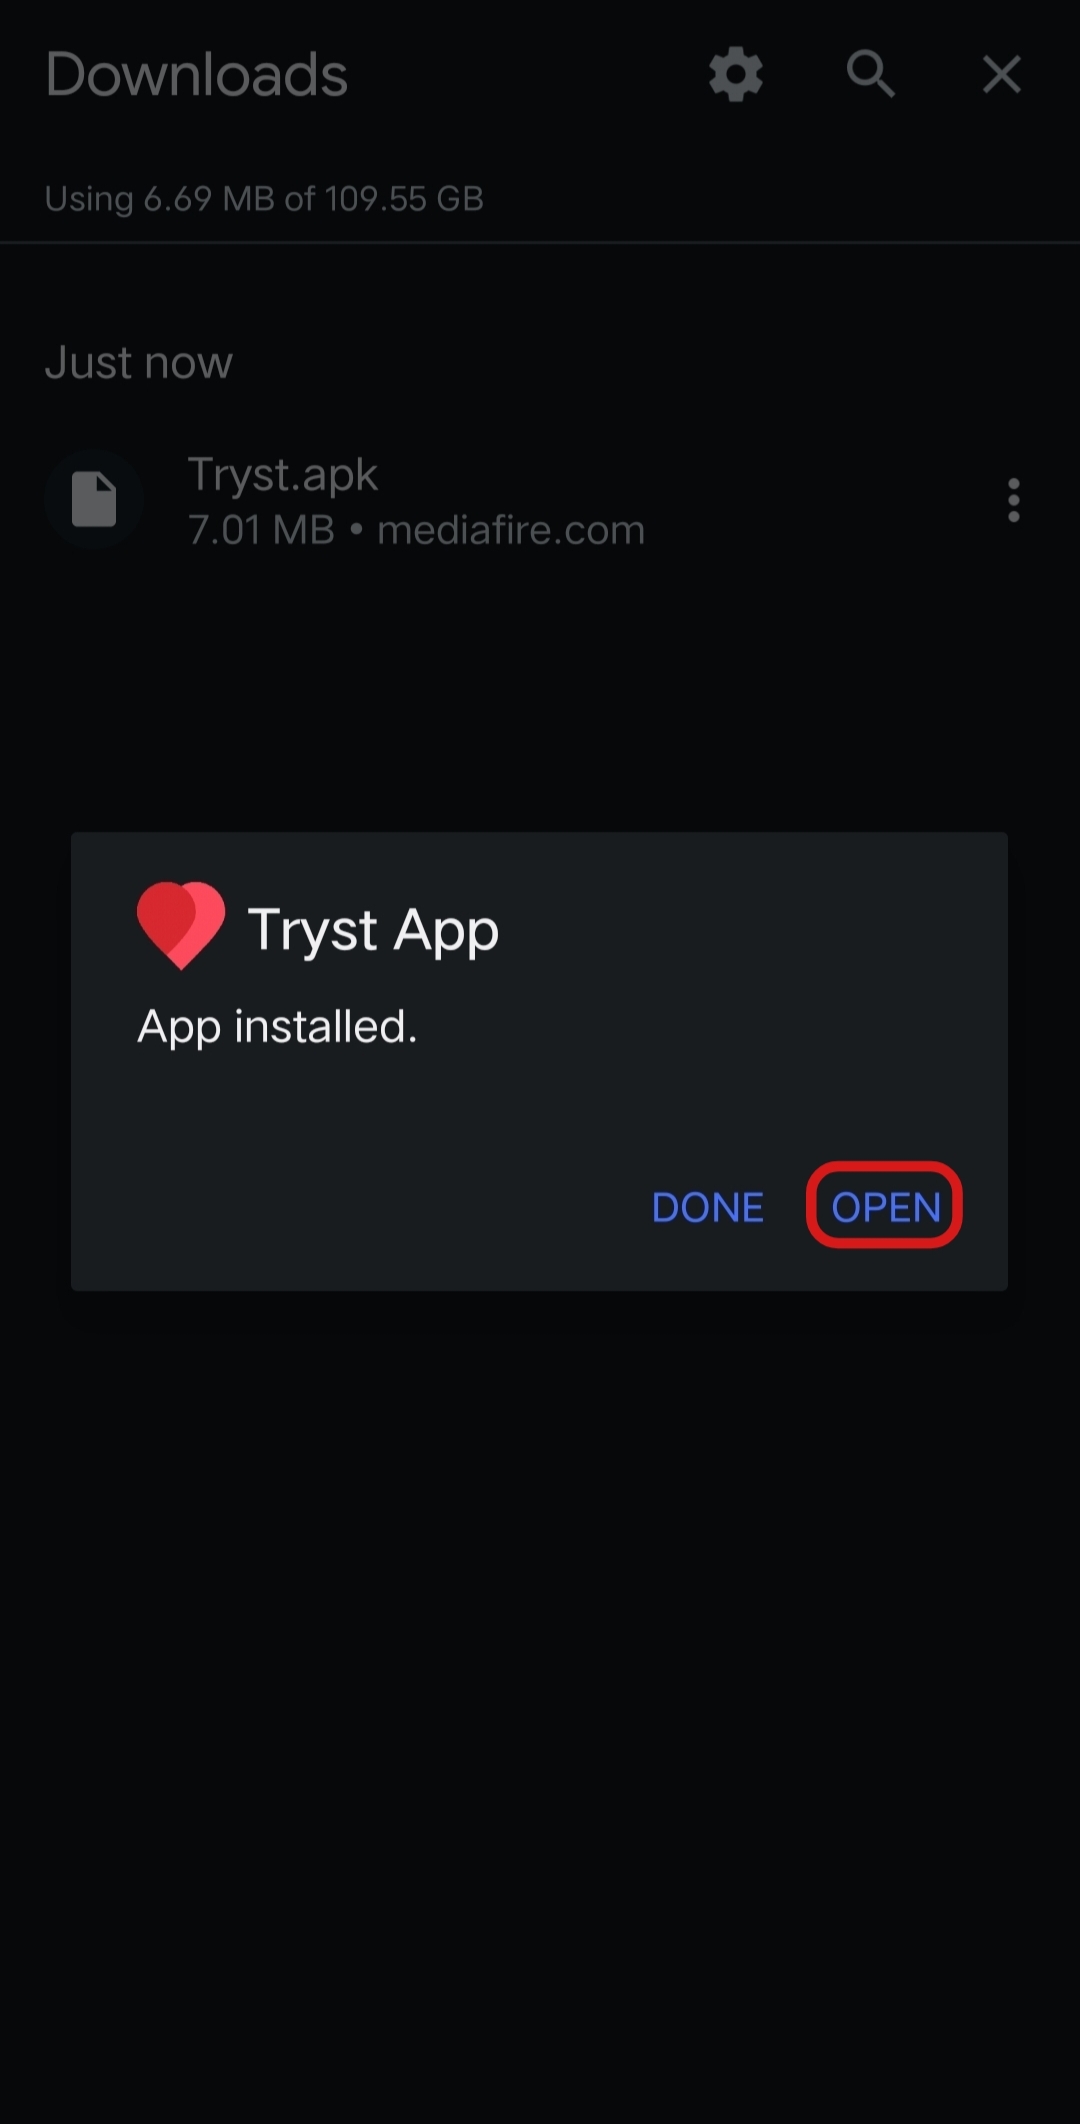 Downloads
Using 6.69 MB of 109.55 GB
Just now
Tryst.apk
7.01 MB • mediafire.com
Tryst App
App installed.
DONE OPEN